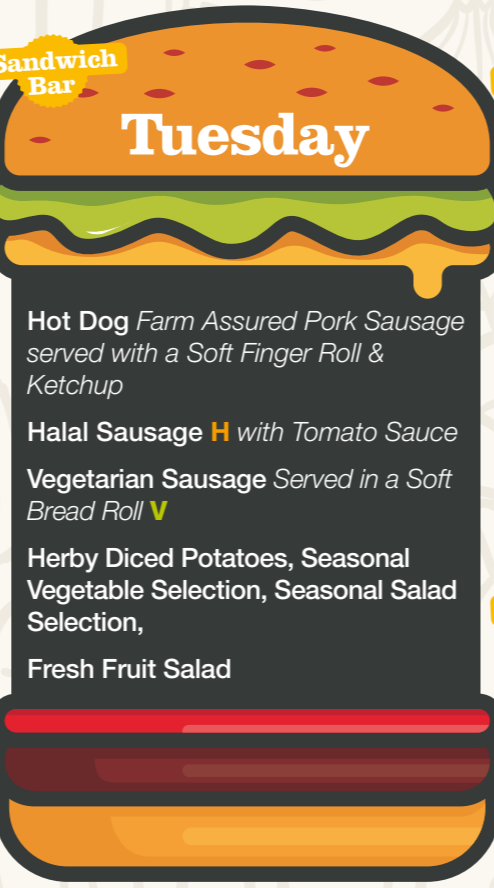 Sandwich
Bar
Tuesday
Hot Dog Farm Assured Pork Sausage
served with a Soft Finger Roll &
Ketchup
Halal Sausage H with Tomato Sauce
Vegetarian Sausage Served in a Soft
Bread Roll V
Herby Diced Potatoes, Seasonal
Vegetable Selection, Seasonal Salad
Selection,
Fresh Fruit Salad